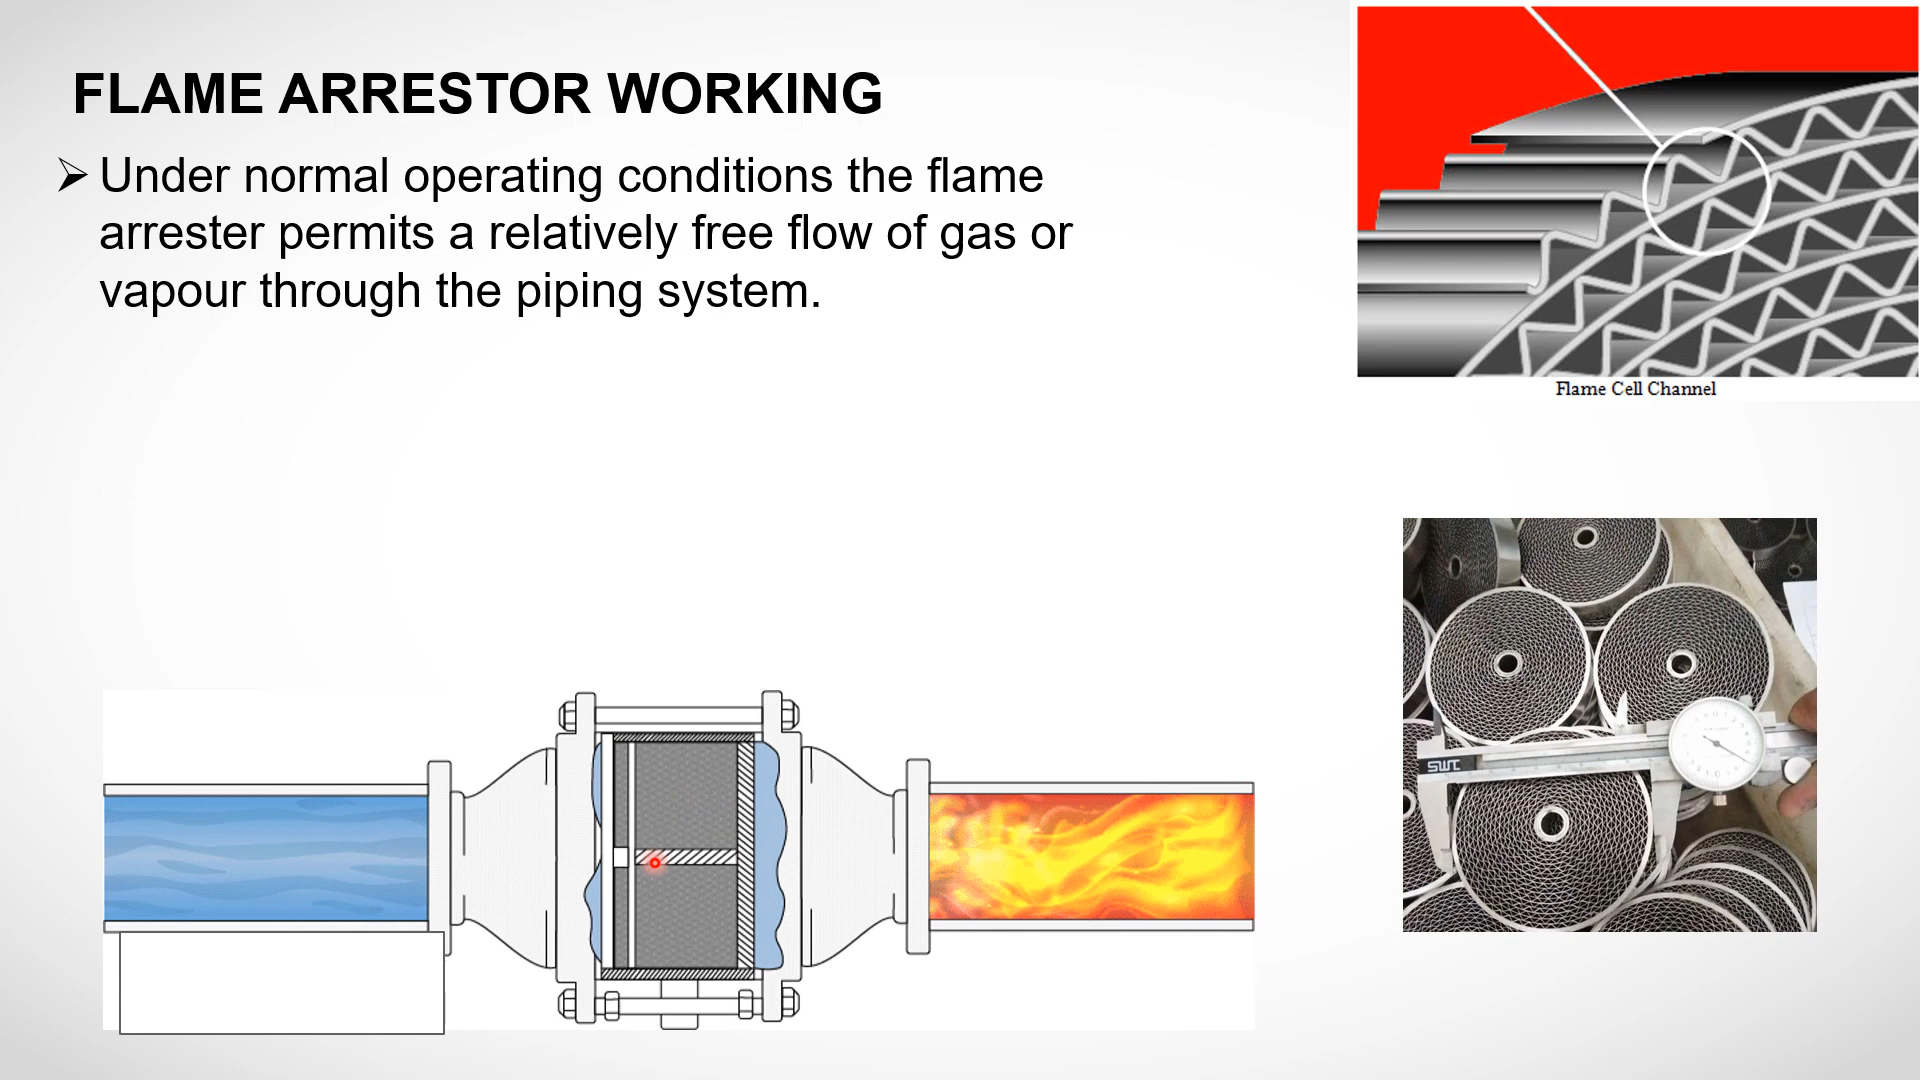 FLAME ARRESTOR WORKING
Under normal operating conditions the flame
arrester permits a relatively free flow of gas or
vapour through the piping system.
Flame Cell Channel
SWT